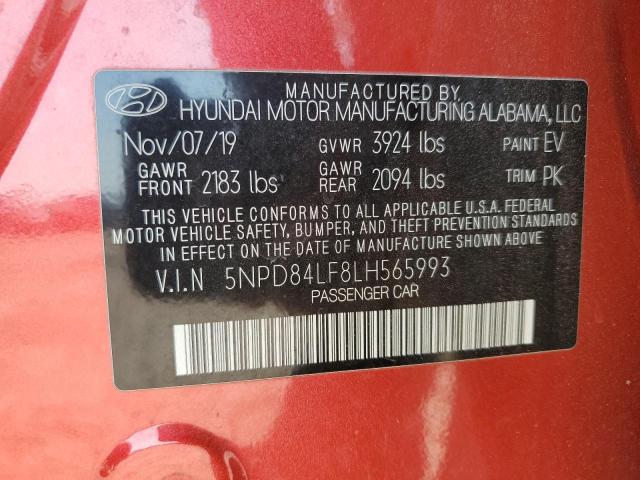 MANUFACTURED BY
HYUNDAI MOTOR MANUFACTURING ALABAMA, LLC
Nov/07/19 GVWR 3924 lbs PAINT EV
GAWR FRONT 2183 lbs GAWR REAR 2094 lbs TRIM PK
THIS VEHICLE CONFORMS TO ALL APPLICABLE U.S.A. FEDERAL
MOTOR VEHICLE SAFETY, BUMPER, AND THEFT PREVENTION STANDARDS
IN EFFECT ON THE DATE OF MANUFACTURE SHOWN ABOVE.
V.I.N 5NPD84LF8LH565993
PASSENGER CAR